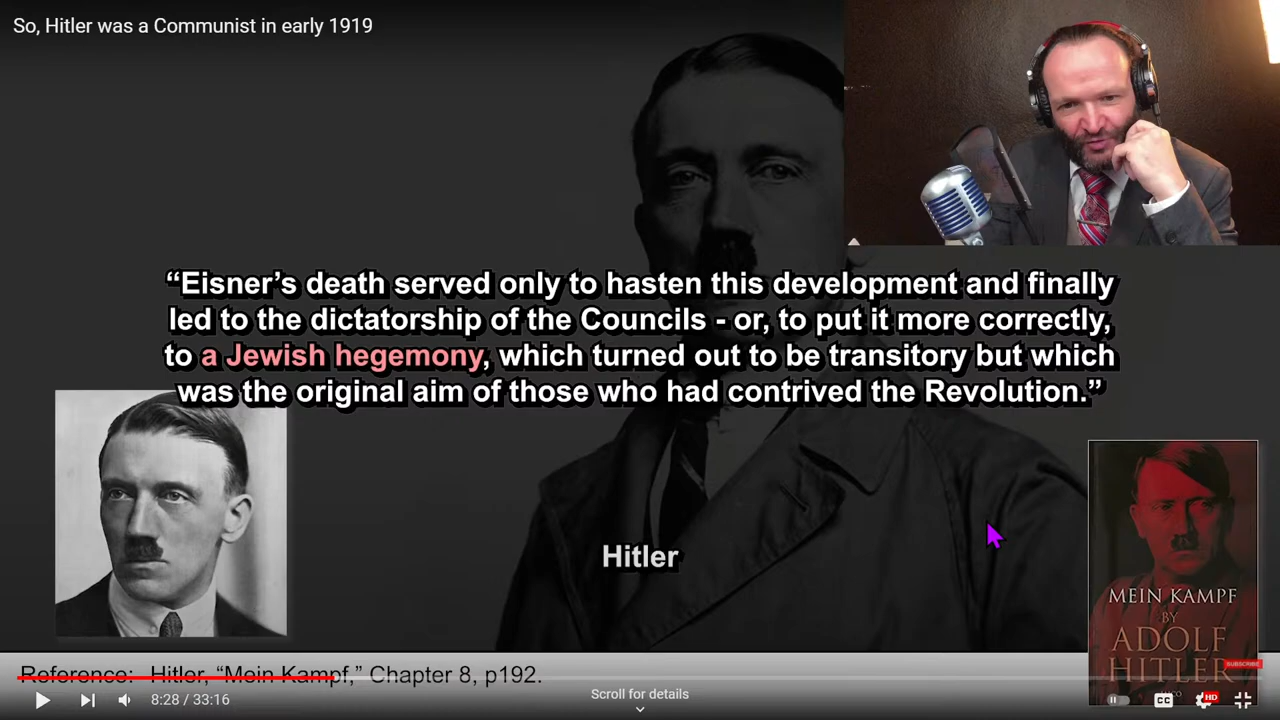 So, Hitler was a Communist in early 1919
“Eisner’s death served only to hasten this development and finally
led to the dictatorship of the Councils - or, to put it more correctly,
to a Jewish hegemony, which turned out to be transitory but which
was the original aim of those who had contrived the Revolution.”
Hitler
MEIN KAMPF
BY
ADOLF
HITLER
SUBSCRIBE
Reference: Hitler, “Mein Kampf,” Chapter 8, p192.
8:28 / 33:16
Scroll for details
CC
HD